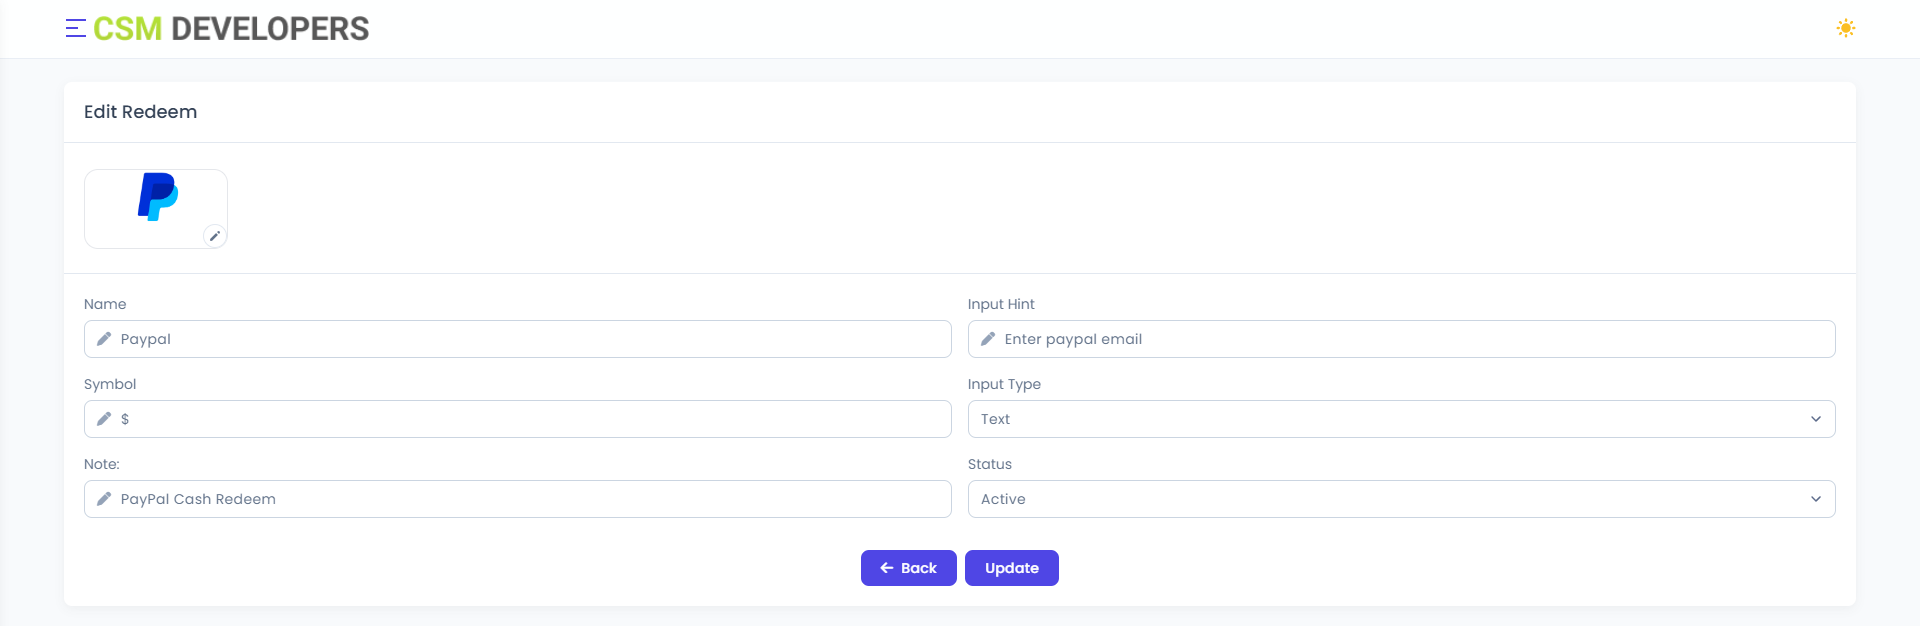 CSM DEVELOPERS
Edit Redeem
Name
Paypal
Input Hint
Enter paypal email
Symbol
$
Input Type
Text
Note:
PayPal Cash Redeem
Status
Active
Back
Update